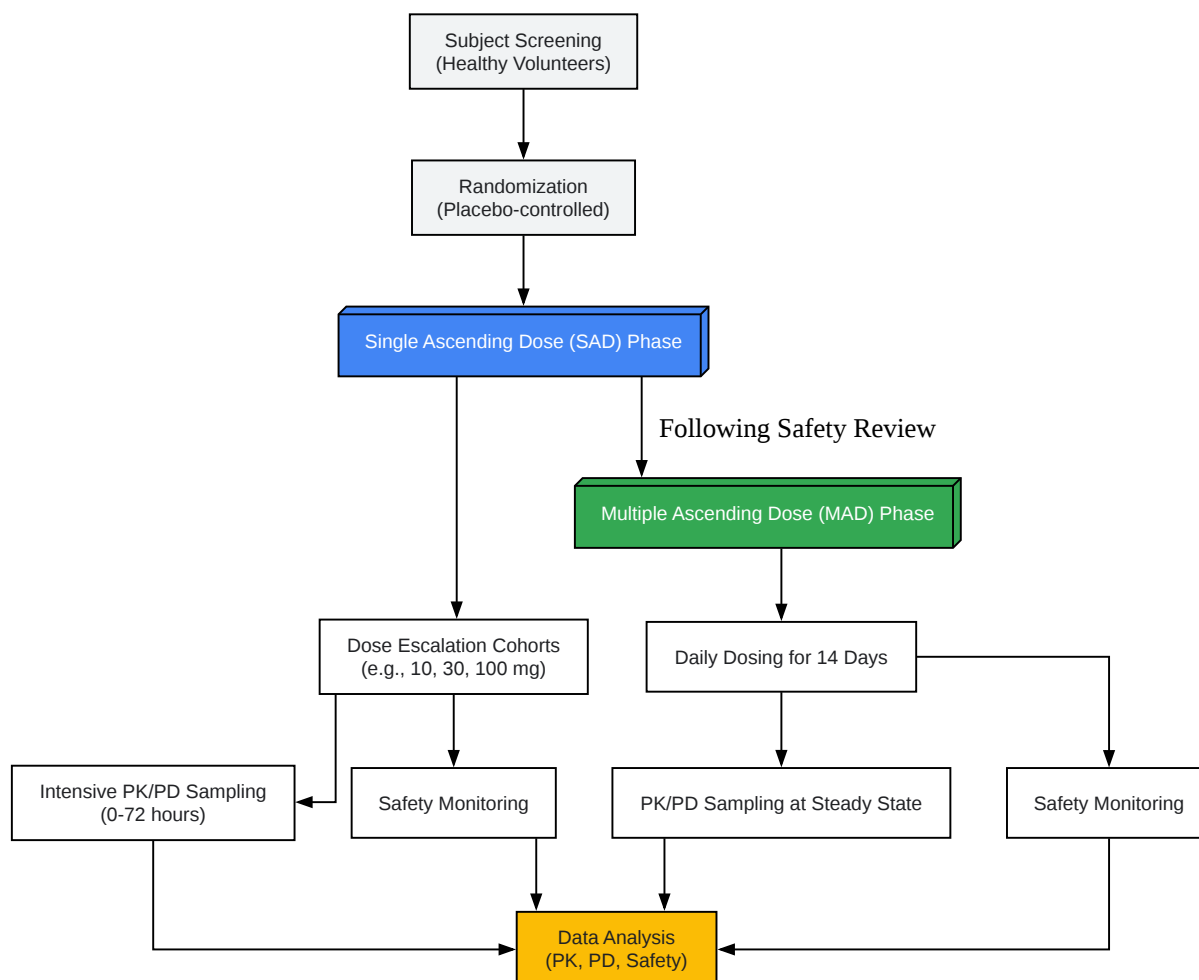 Subject Screening
(Healthy Volunteers)
Randomization
(Placebo-controlled)
Single Ascending Dose (SAD) Phase
Following Safety Review
Multiple Ascending Dose (MAD) Phase
Dose Escalation Cohorts
(e.g., 10, 30, 100 mg)
Daily Dosing for 14 Days
Intensive PK/PD Sampling
(0-72 hours)
Safety Monitoring
PK/PD Sampling at Steady State
Safety Monitoring
Data Analysis
(PK, PD, Safety)